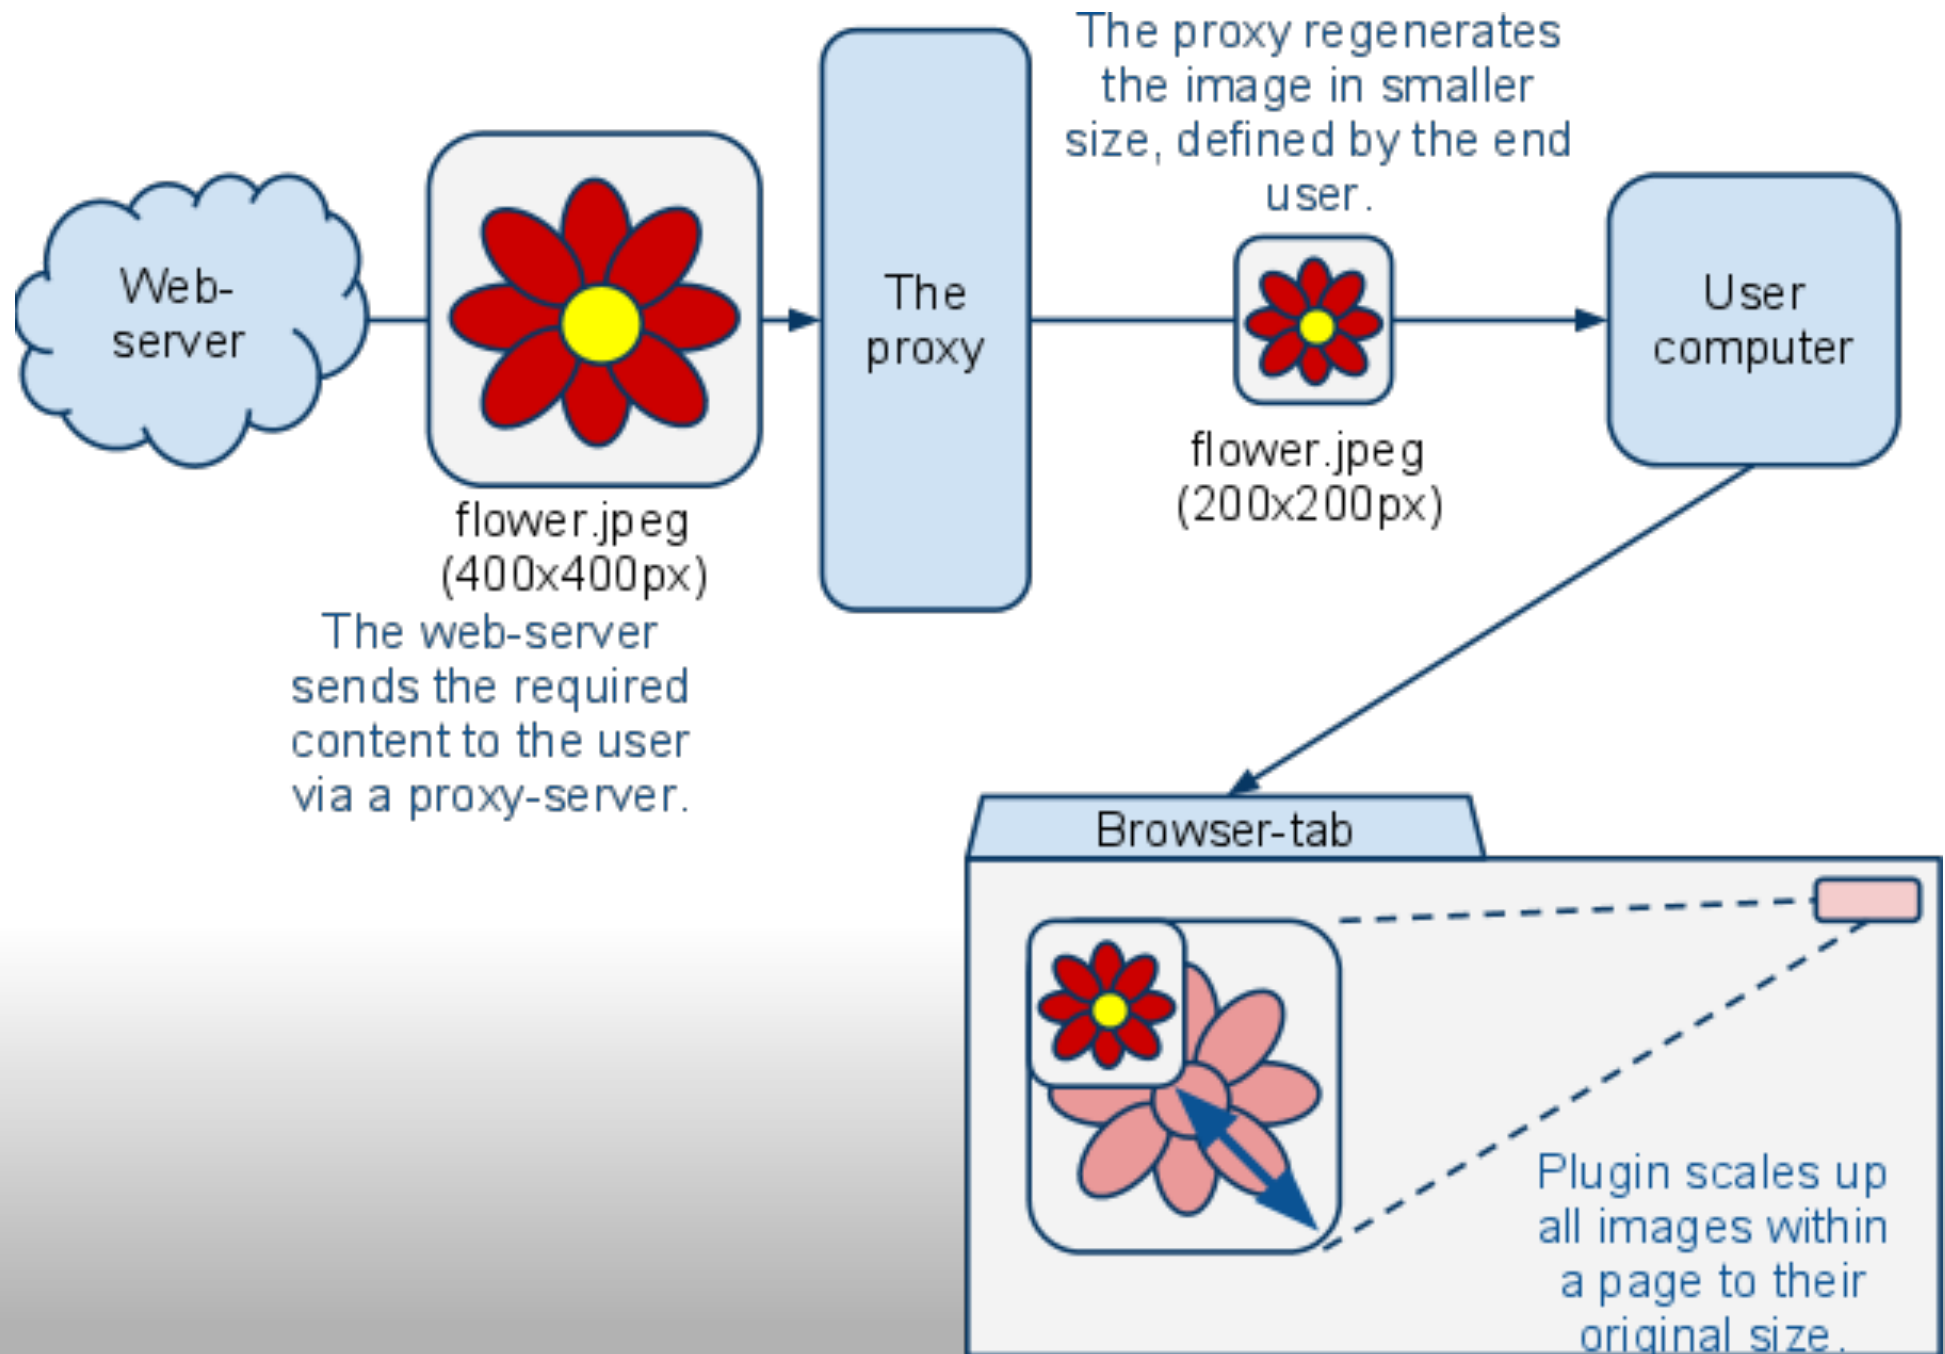 The proxy regenerates
the image in smaller
size, defined by the end
user.
Web-
server
The
proxy
User
computer
flower.jpeg
(400x400px)
flower.jpeg
(200x200px)
The web-server
sends the required
content to the user
via a proxy-server.
Browser-tab
Plugin scales up
all images within
a page to their
original size.